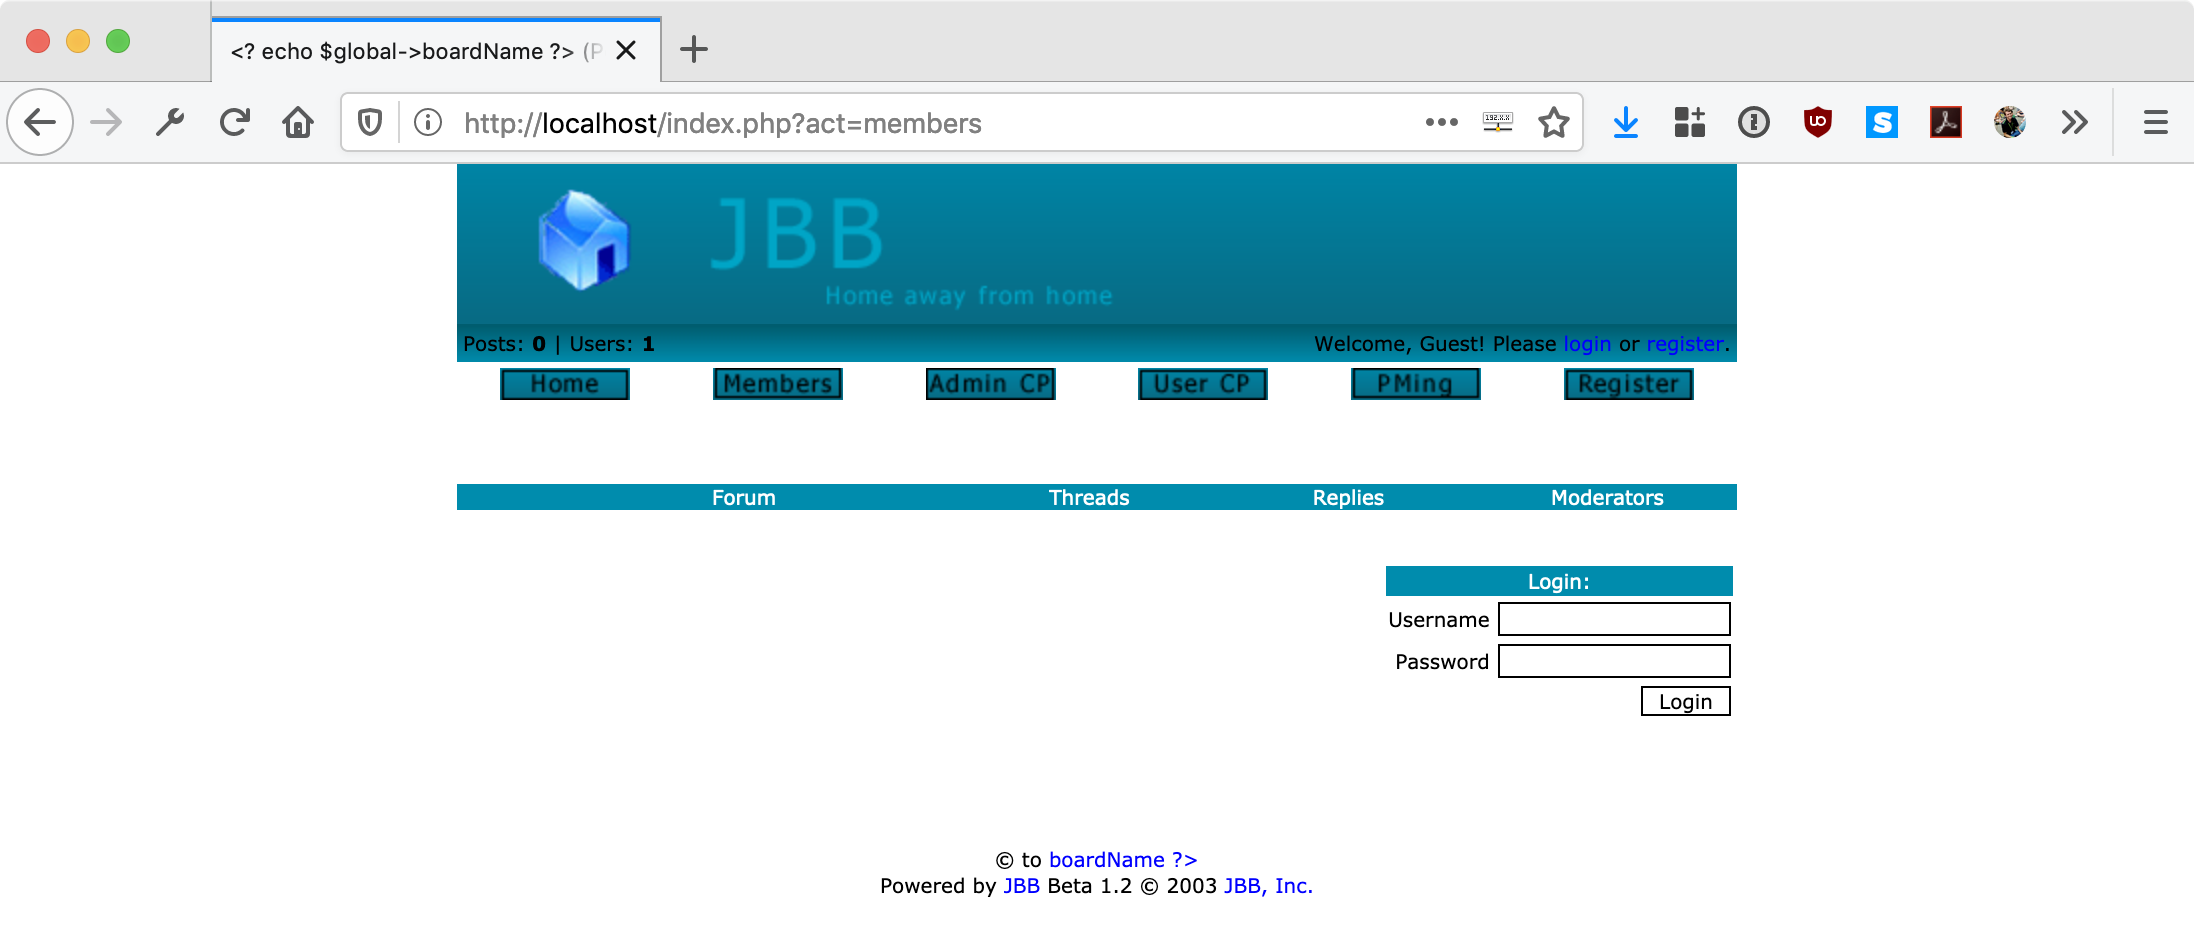 <? echo $global->boardName ?> (P
http://localhost/index.php?act=members
192.X.X
JBB
Home away from home
Posts: 0 | Users: 1
Welcome, Guest! Please login or register.
Home
Members
Admin CP
User CP
PMing
Register
Forum
Threads
Replies
Moderators
Login:
Username
Password
Login
© to boardName ?>
Powered by JBB Beta 1.2 © 2003 JBB, Inc.